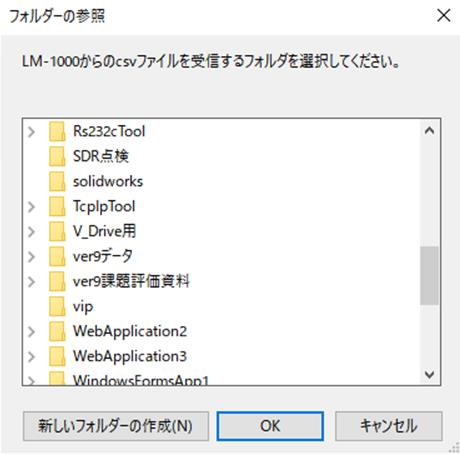 フォルダーの参照
LM-1000からのcsvファイルを受信するフォルダを選択してください。
Rs232cTool
SDR点検
solidworks
TcpIpTool
V_Drive用
ver9データ
ver9課題評価資料
vip
WebApplication2
WebApplication3
WindowsFormsApp1
新しいフォルダーの作成(N)
OK
キャンセル